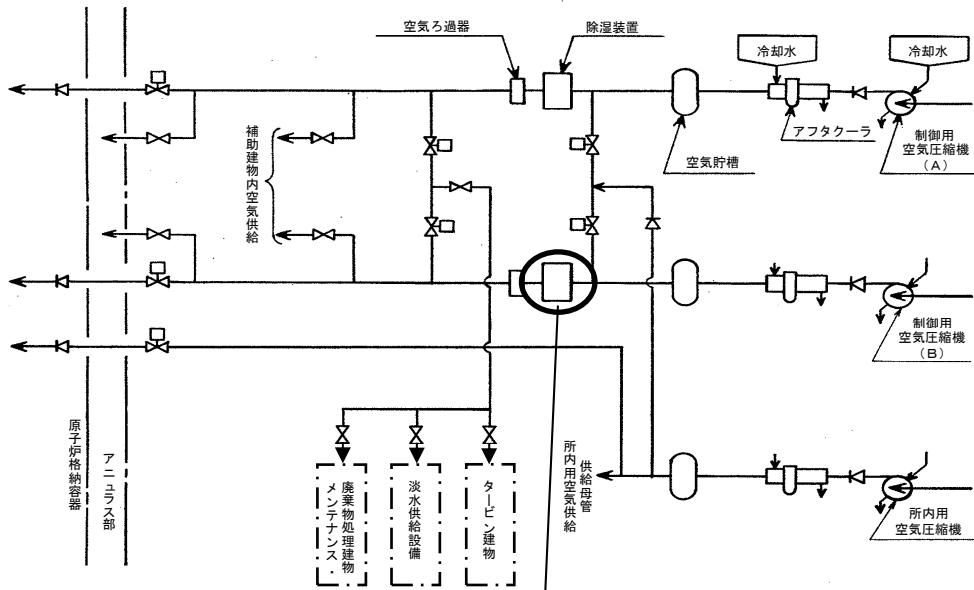 空気ろ過器
除湿装置
冷却水
冷却水
アフタクーラ
空気貯槽
制御用
空気圧縮機
(A)
補助建物内空気供給
制御用
空気圧縮機
(B)
原子炉格納容器
アニュラス部
廃棄物処理建物
メンテナンス・
淡水供給設備
タービン建物
所内用空気供給
供給母管
所内用
空気圧縮機